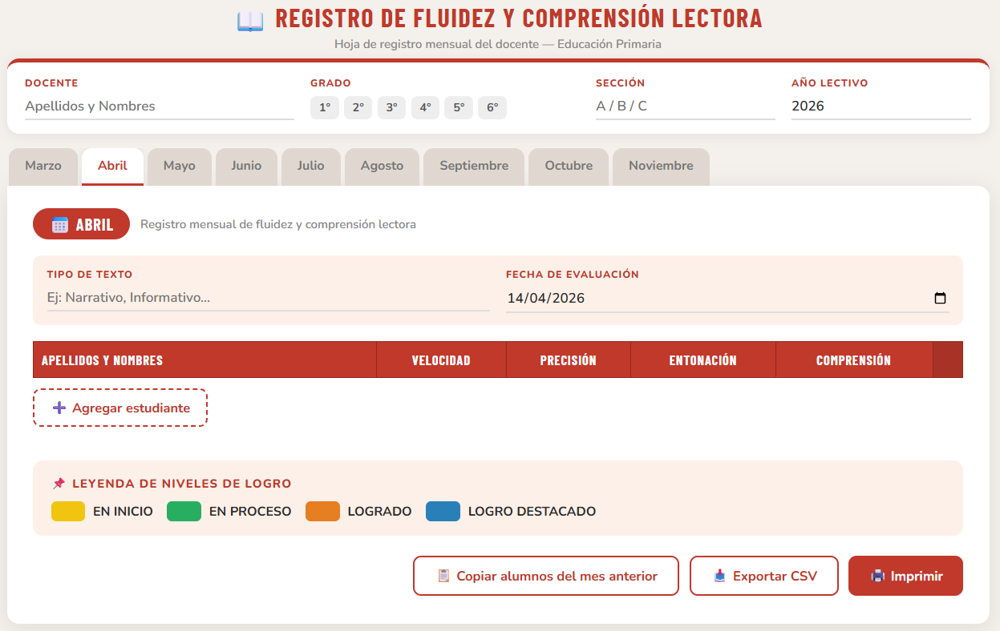 REGISTRO DE FLUIDEZ Y COMPRENSIÓN LECTORA
Hoja de registro mensual del docente — Educación Primaria
DOCENTE GRADO SECCIÓN AÑO LECTIVO
Apellidos y Nombres 1° 2° 3° 4° 5° 6° A / B / C 2026
Marzo Abril Mayo Junio Julio Agosto Septiembre Octubre Noviembre
ABRIL Registro mensual de fluidez y comprensión lectora
TIPO DE TEXTO FECHA DE EVALUACIÓN
Ej: Narrativo, Informativo... 14/04/2026
APELLIDOS Y NOMBRES VELOCIDAD PRECISIÓN ENTONACIÓN COMPRENSIÓN
Agregar estudiante
LEYENDA DE NIVELES DE LOGRO
EN INICIO EN PROCESO LOGRADO LOGRO DESTACADO
Copiar alumnos del mes anterior Exportar CSV Imprimir